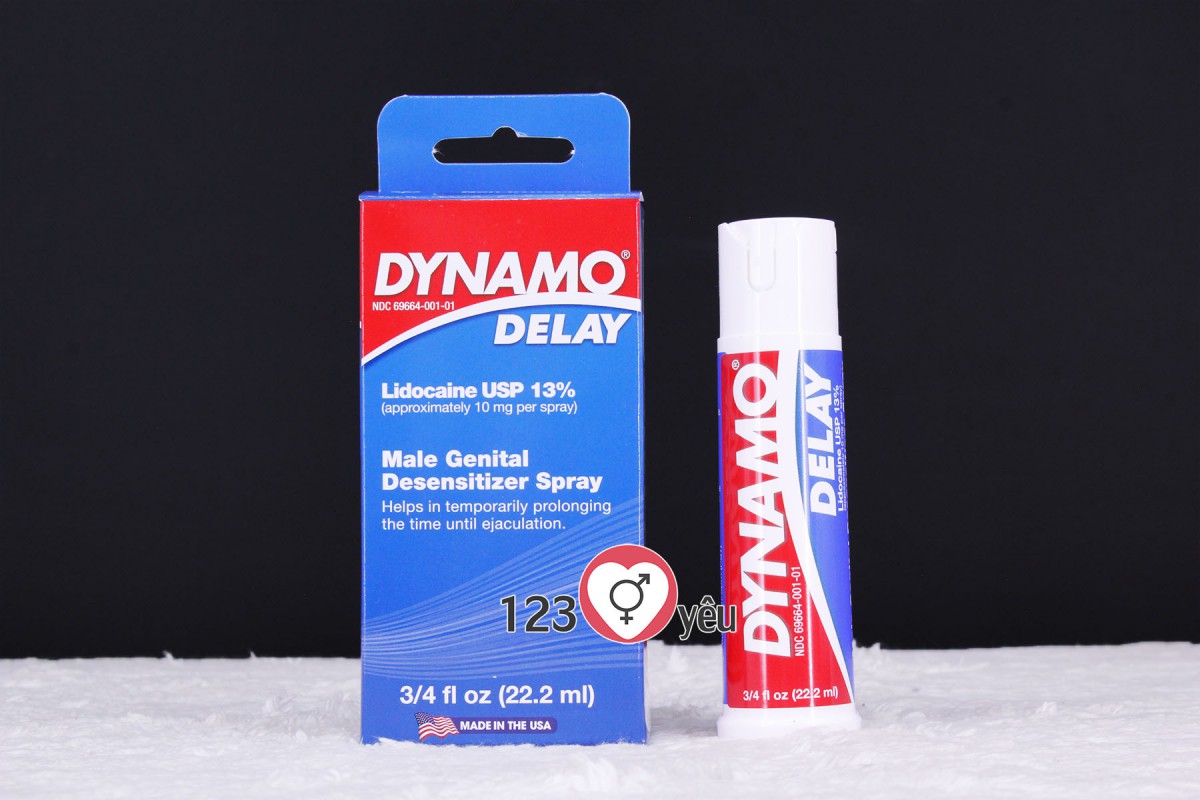 DYNAMO®
NDC 69664-001-01
DELAY
Lidocaine USP 13%
(approximately 10 mg per spray)
Male Genital
Desensitizer Spray
Helps in temporarily prolonging
the time until ejaculation.
3/4 fl oz (22.2 ml)
MADE IN THE USA
123 yêu
DYNAMO®
DELAY
Lidocaine USP 13%
NDC 69664-001-01
3/4 fl oz (22.2 ml)